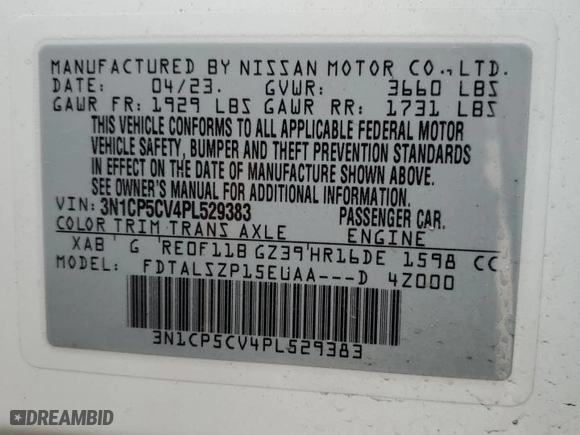 MANUFACTURED BY NISSAN MOTOR CO.,LTD.
DATE: 04/23. GVWR: 3660 LBS
GAWR FR: 1929 LBS GAWR RR: 1731 LBS
THIS VEHICLE CONFORMS TO ALL APPLICABLE FEDERAL MOTOR
VEHICLE SAFETY, BUMPER AND THEFT PREVENTION STANDARDS
IN EFFECT ON THE DATE OF MANUFACTURE SHOWN ABOVE.
SEE OWNER'S MANUAL FOR ADDITIONAL INFORMATION.
VIN: 3N1CP5CV4PL529383 PASSENGER CAR.
COLOR TRIM TRANS AXLE ENGINE
XAB G RE0F11B GZ39 HR16DE 1598 CC
MODEL: FDTALSZP15EUAA---D 4Z000
3N1CP5CV4PL529383
DREAMBID